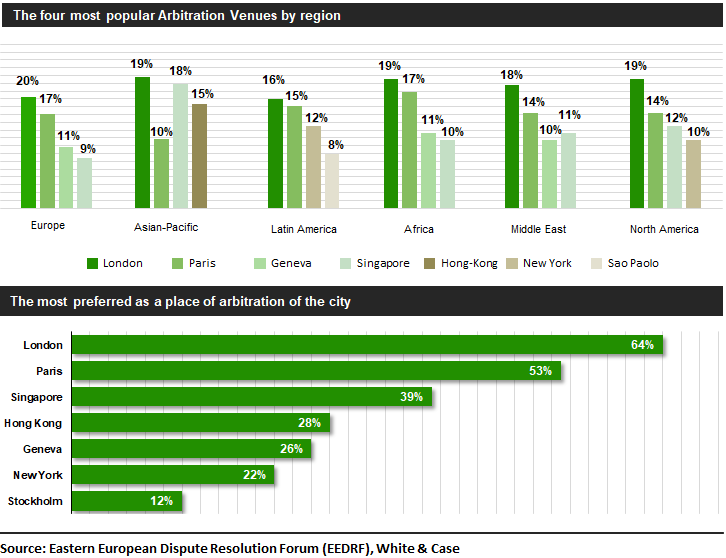 The four most popular Arbitration Venues by region
20% 17% 11% 9%
19% 10% 18% 15%
16% 15% 12% 8%
19% 17% 11% 10%
18% 14% 10% 11%
19% 14% 12% 10%
Europe Asian-Pacific Latin America Africa Middle East North America
London Paris Geneva Singapore Hong-Kong New York Sao Paolo
The most preferred as a place of arbitration of the city
London 64%
Paris 53%
Singapore 39%
Hong Kong 28%
Geneva 26%
New York 22%
Stockholm 12%
Source: Eastern European Dispute Resolution Forum (EEDRF), White & Case